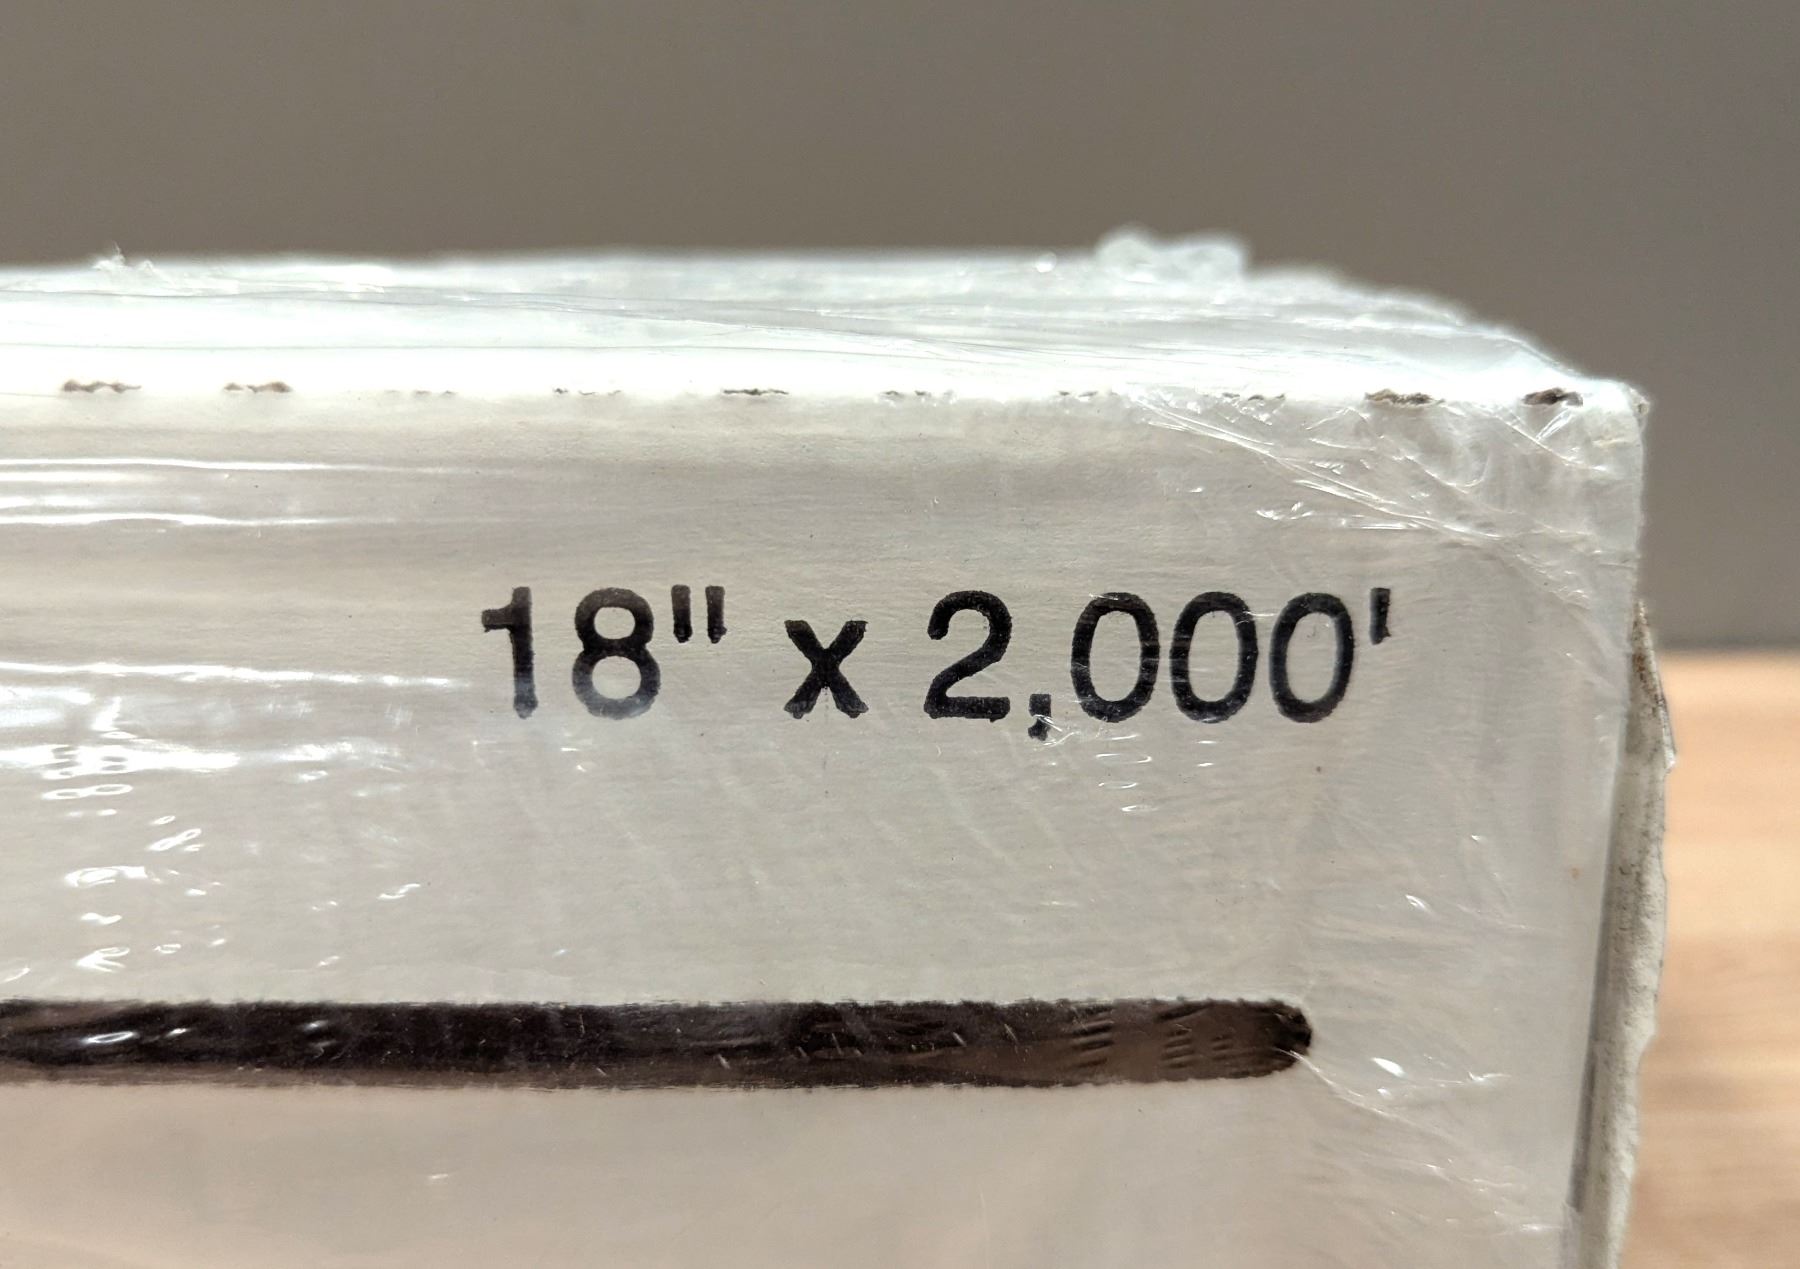 18" x 2,000'